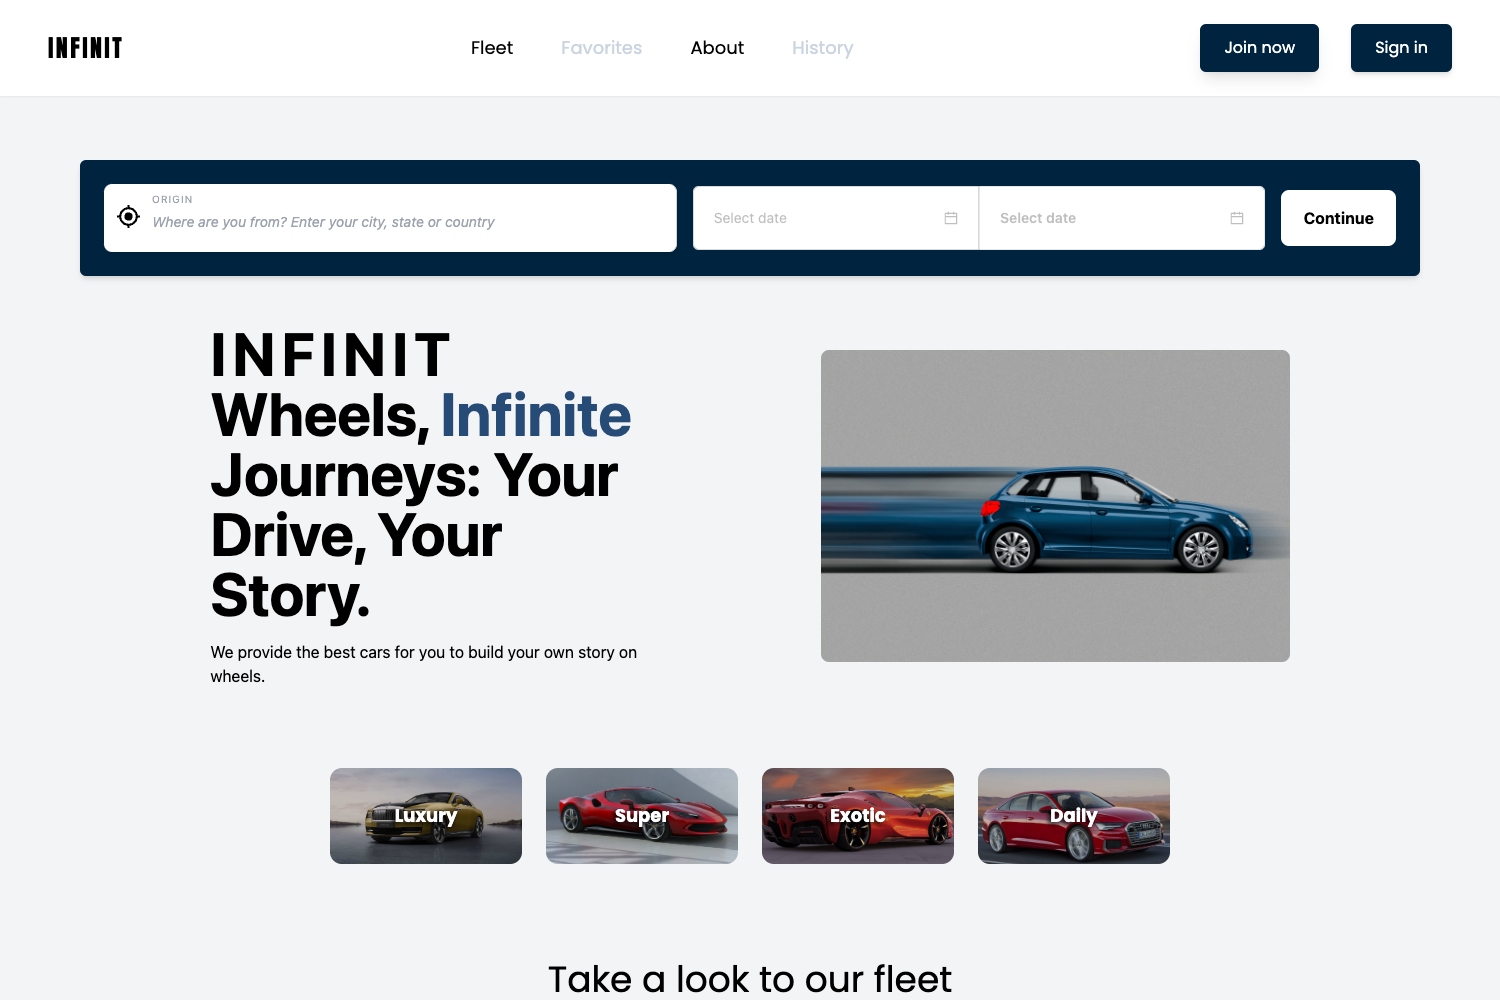 INFINIT
Fleet
Favorites
About
History
Join now
Sign in
ORIGIN
Where are you from? Enter your city, state or country
Select date
Select date
Continue
INFINIT
Wheels, Infinite
Journeys: Your
Drive, Your
Story.
We provide the best cars for you to build your own story on
wheels.
Luxury
Super
Exotic
Daily
Take a look to our fleet